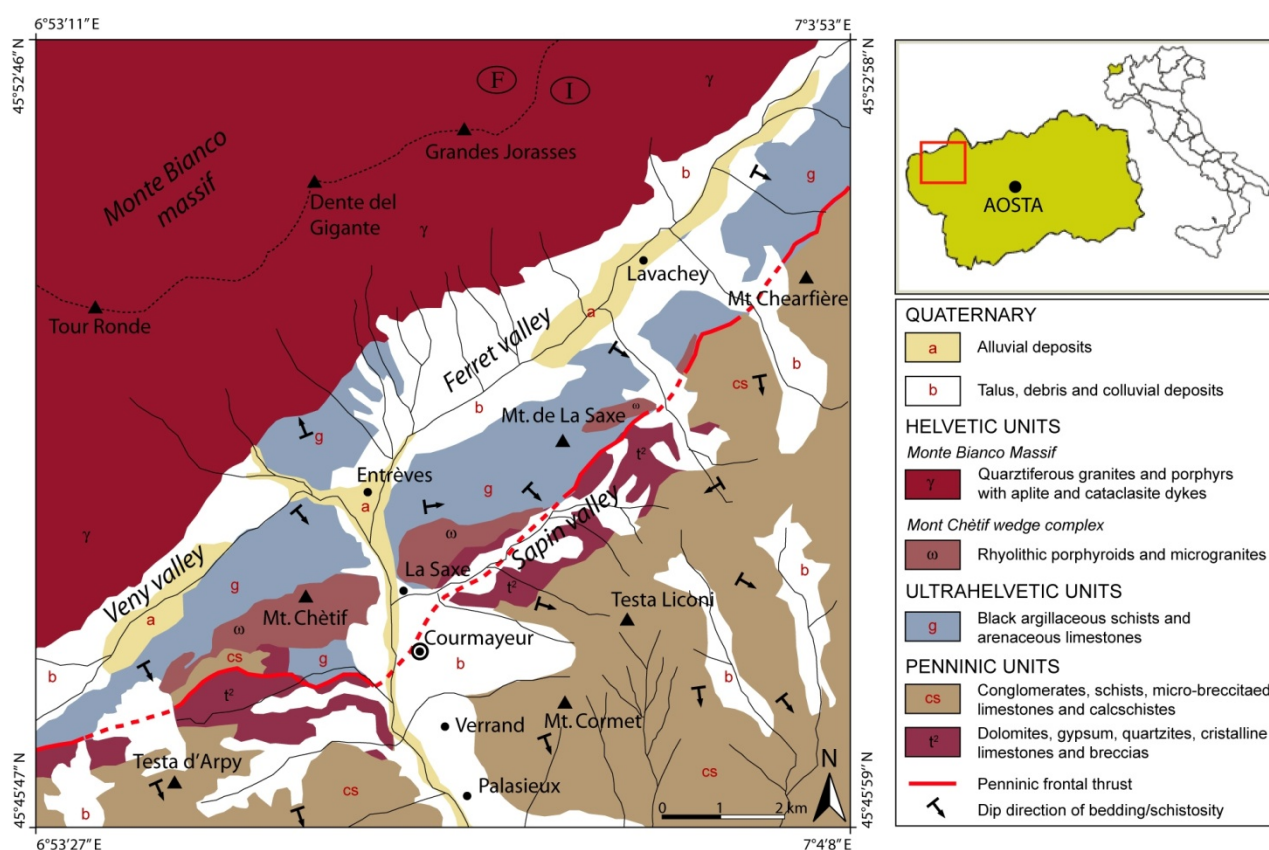 6°53'11" E
7°3'53"
45°52'46" N
45°52'58" N
F
I
γ
Grandes Jorasses
Monte Bianco
massif
Dente del
Gigante
γ
Tour Ronde
b
g
Lavachey
Mt Chearfière
a
Ferret valley
b
cs
b
g
Mt. de La Saxe
ω
t²
Entrèves
g
a
γ
ω
Sapin valley
Veny valley
g
La Saxe
t²
b
Testa Liconi
Mt. Chètif
a
ω
Courmayeur
cs
g
b
b
b
t²
Verrand
Mt. Cormet
Testa d'Arpy
cs
cs
Palasieux
b
N
0 1 2 km
45°45'47" N
45°45'59" N
6°53'27" E
7°4'8"
AOSTA
QUATERNARY
a Alluvial deposits
b Talus, debris and colluvial deposits
HELVETIC UNITS
Monte Bianco Massif
γ Quarztiferous granites and porphyrs
with aplite and cataclasite dykes
Mont Chètif wedge complex
ω Rhyolithic porphyroids and microgranites
ULTRAHELVETIC UNITS
g Black argillaceous schists and
arenaceous limestones
PENNINIC UNITS
cs Conglomerates, schists, micro-breccitaed
limestones and calcschistes
t² Dolomites, gypsum, quartzites, cristalline
limestones and breccias
Penninic frontal thrust
Dip direction of bedding/schistosity